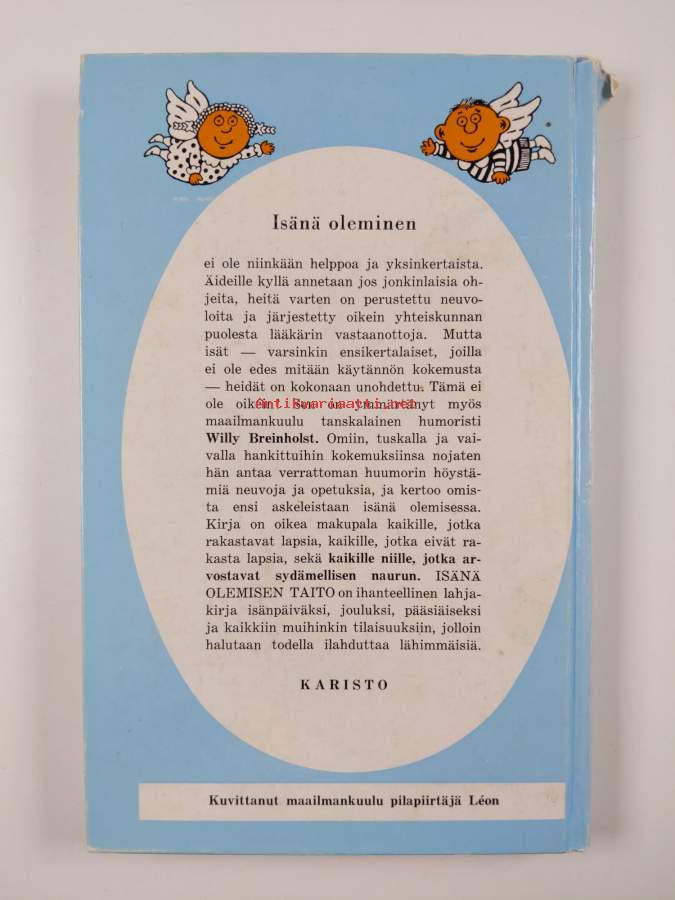 Isänä oleminen
ei ole niinkään helppoa ja yksinkertaista.
Äideille kyllä annetaan jos jonkinlaisia oh-
jeita, heitä varten on perustettu neuvo-
loita ja järjestetty oikein yhteiskunnan
puolesta lääkärin vastaanottoja. Mutta
isät — varsinkin ensikertalaiset, joilla
ei ole edes mitään käytännön kokemusta
— heidät on kokonaan unohdettu. Tämä ei
ole oikein! Sen on ymmärtänyt myös
antikvariaatti.net
maailmankuulu tanskalainen humoristi
Willy Breinholst. Omiin, tuskalla ja vai-
valla hankittuihin kokemuksiinsa nojaten
hän antaa verrattoman huumorin höystä-
miä neuvoja ja opetuksia, ja kertoo omis-
ta ensi askeleistaan isänä olemisessa.
Kirja on oikea makupala kaikille, jotka
rakastavat lapsia, kaikille, jotka eivät ra-
kasta lapsia, sekä kaikille niille, jotka ar-
vostavat sydämellisen naurun. ISÄNÄ
OLEMISEN TAITO on ihanteellinen lahja-
kirja isänpäiväksi, jouluksi, pääsiäiseksi
ja kaikkiin muihinkin tilaisuuksiin, jolloin
halutaan todella ilahduttaa lähimmäisiä.
KARISTO
Kuvittanut maailmankuulu pilapiirtäjä Léon